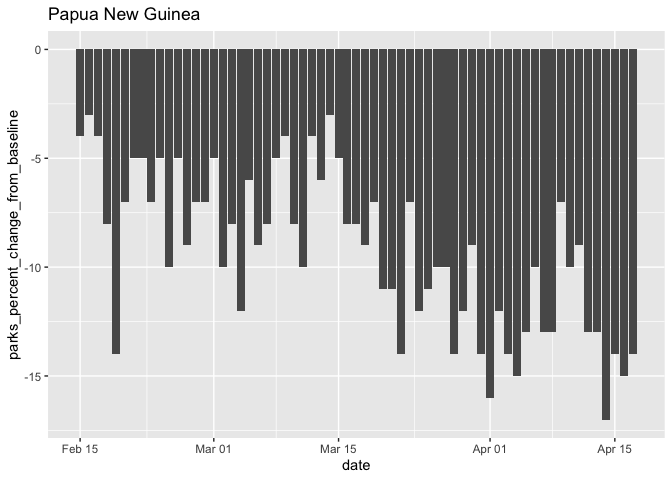 Papua New Guinea
parks_percent_change_from_baseline
0
-5
-10
-15
Feb 15 Mar 01 Mar 15 Apr 01 Apr 15
date